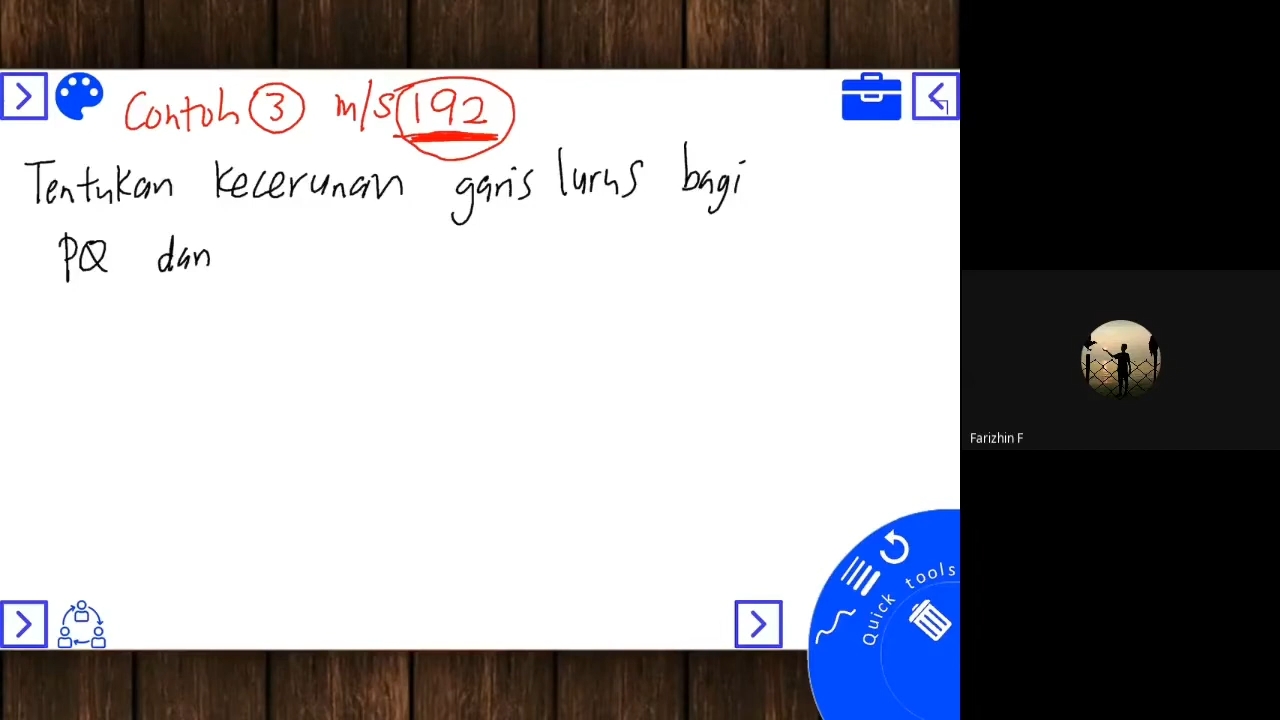 Contoh 3 m/s 192
Tentukan kecerunan garis lurus bagi
PQ dan
Quick tools
Farizhin F